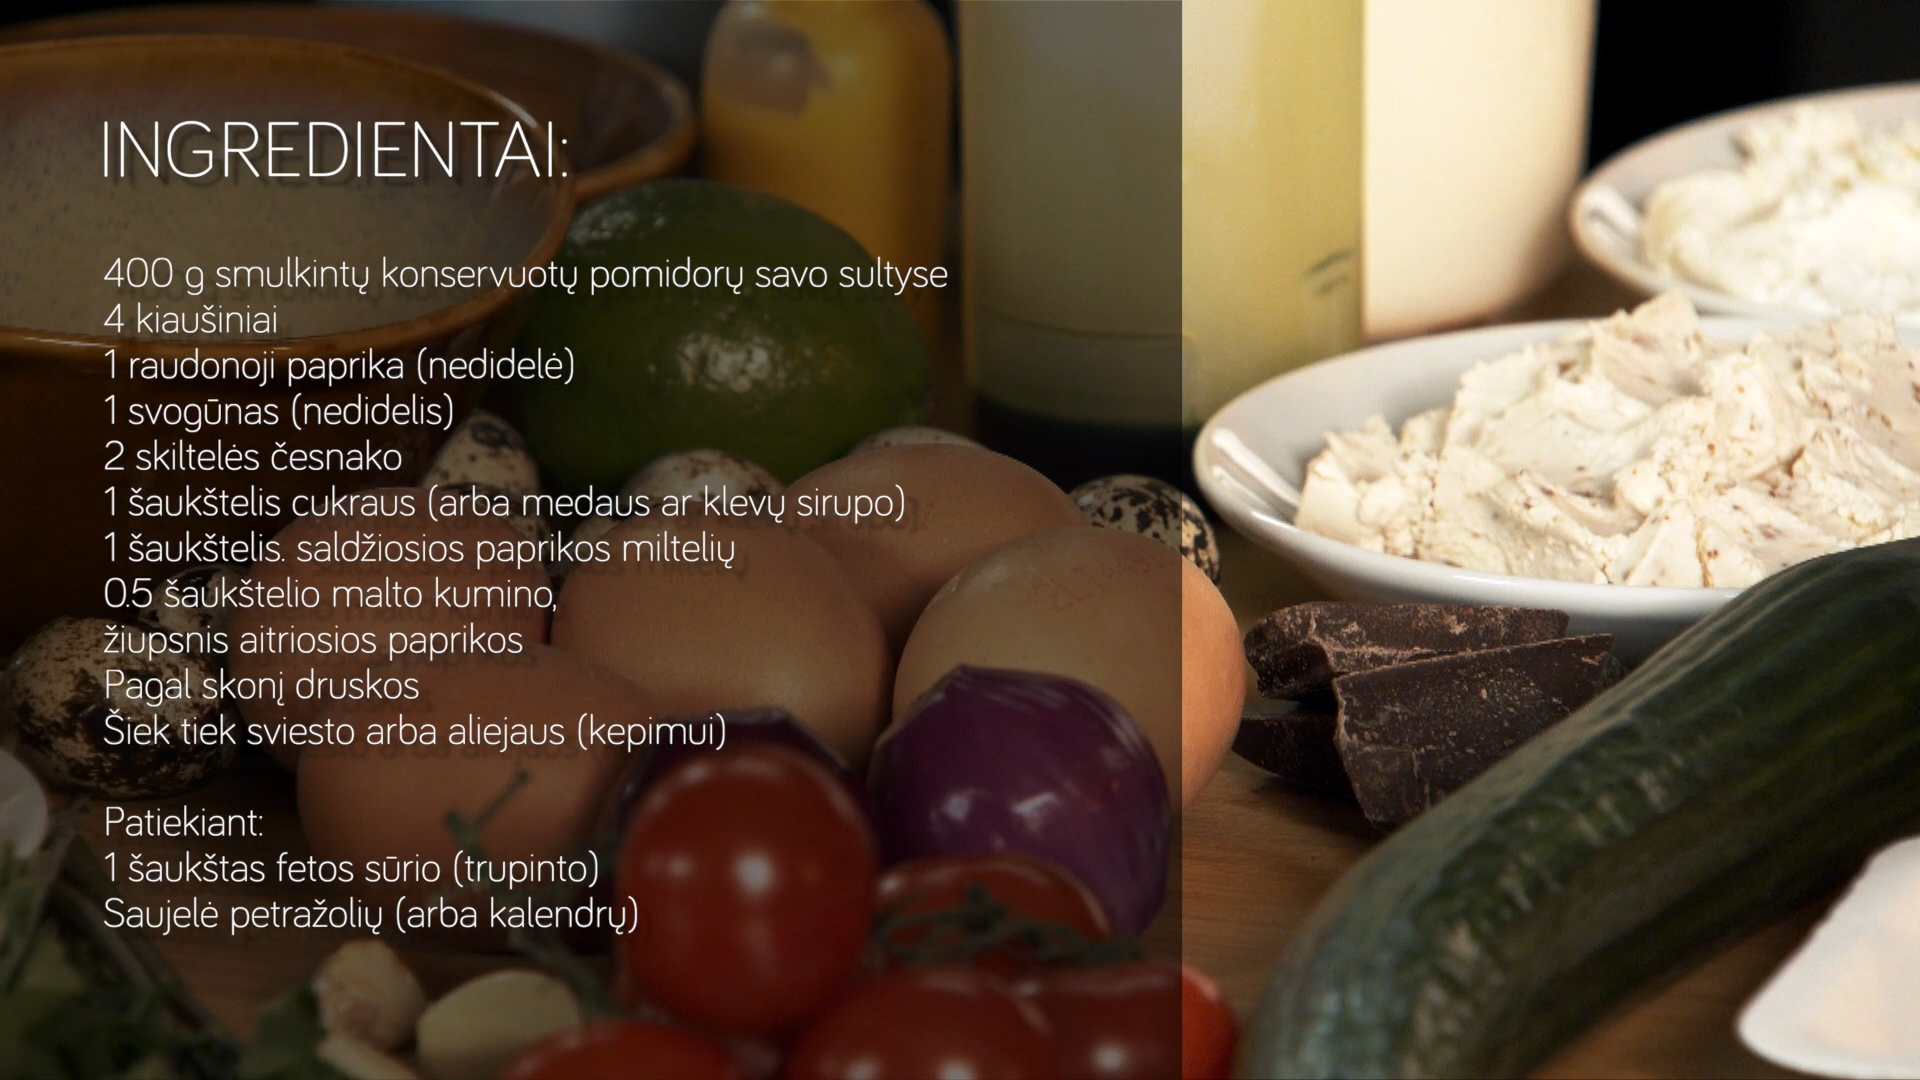 INGREDIENTAI:
400 g smulkintų konservuotų pomidorų savo sultyse
4 kiaušiniai
1 raudonoji paprika (nedidelė)
1 svogūnas (nedidelis)
2 skiltelės česnako
1 šaukštelis cukraus (arba medaus ar klevų sirupo)
1 šaukštelis. saldžiosios paprikos miltelių
0.5 šaukštelio malto kumino,
žiupsnis aitriosios paprikos
Pagal skonį druskos
Šiek tiek sviesto arba aliejaus (kepimui)
Patiekiant:
1 šaukštas fetos sūrio (trupinto)
Saujelė petražolių (arba kalendrų)